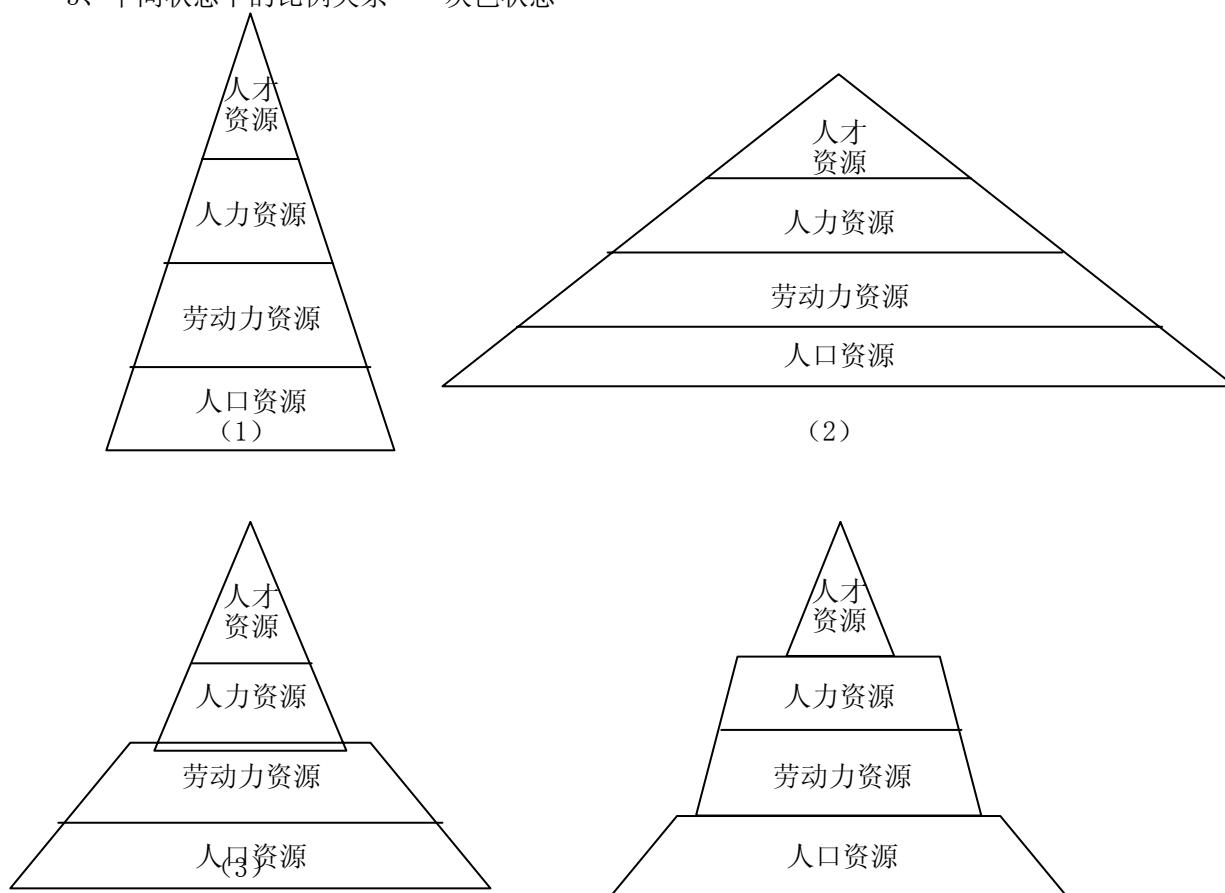 人才
资源
人力资源
劳动力资源
人口资源
（1）
人才
资源
人力资源
劳动力资源
人口资源
（2）
人才
资源
人力资源
劳动力资源
人口资源
（3）
人才
资源
人力资源
劳动力资源
人口资源